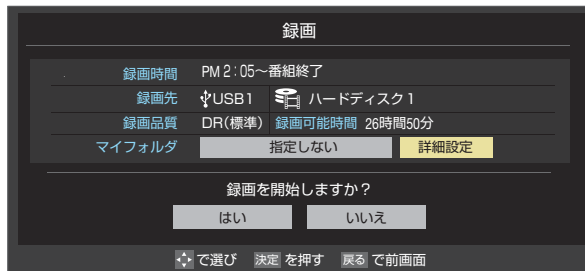 録画
録画時間 PM 2:05～番組終了
録画先 USB1 ハードディスク1
録画品質 DR(標準) 録画可能時間 26時間50分
マイフォルダ 指定しない 詳細設定
録画を開始しますか？
はい いいえ
で選び 決定 を押す 戻る で前画面